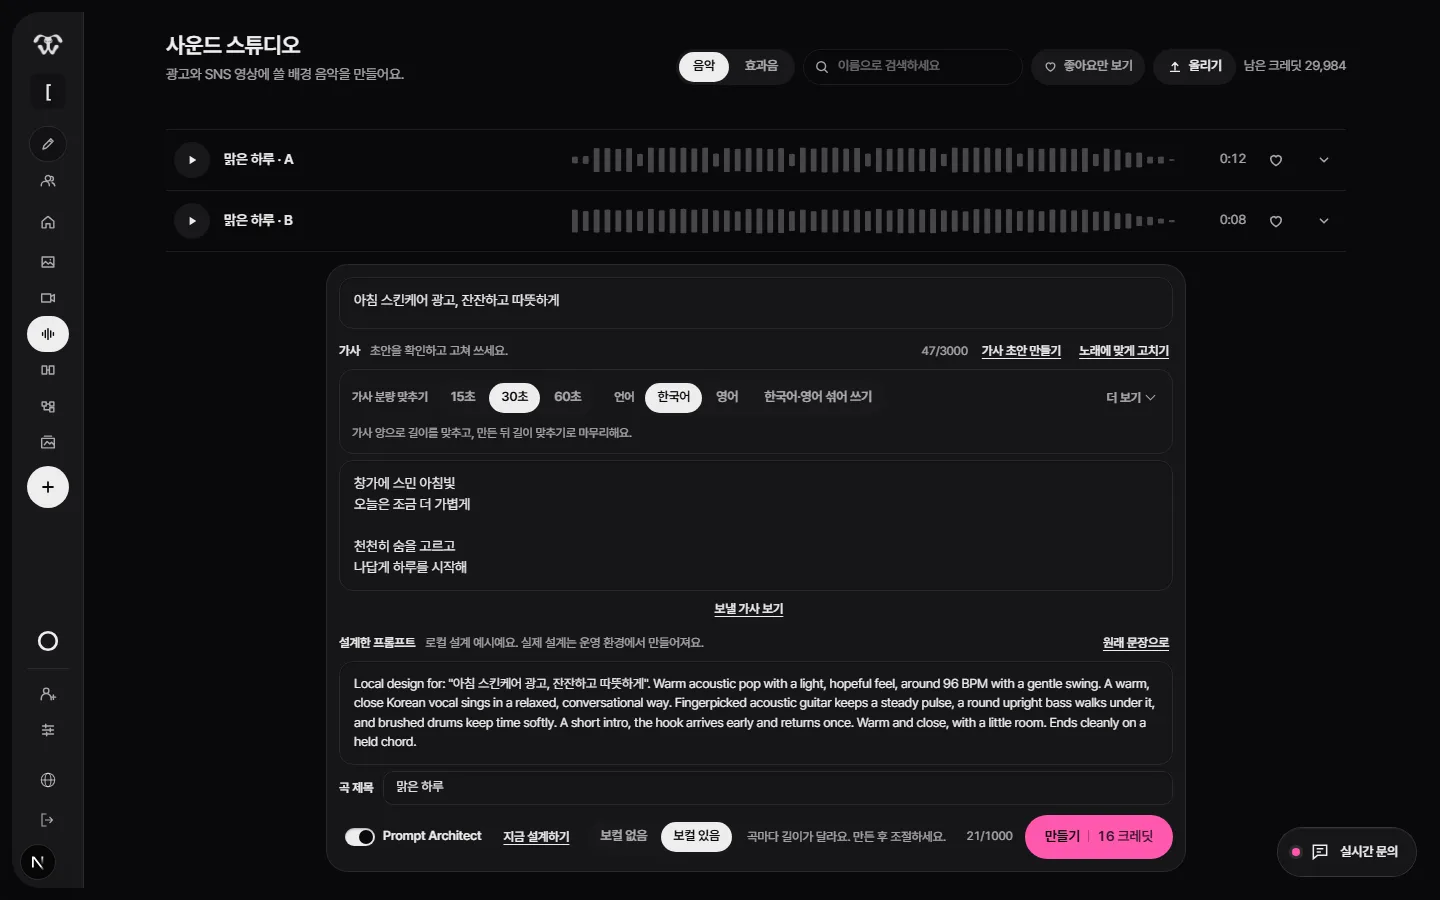 사운드 스튜디오
광고와 SNS 영상에 쓸 배경 음악을 만들어요.
음악 효과음 이름으로 검색하세요 좋아요만 보기 올리기 남은 크레딧 29,984
[
맑은 하루 · A 0:12
맑은 하루 · B 0:08
아침 스킨케어 광고, 잔잔하고 따뜻하게
가사 초안을 확인하고 고쳐 쓰세요. 47/3000 가사 초안 만들기 노래에 맞게 고치기
가사 분량 맞추기 15초 30초 60초 언어 한국어 영어 한국어·영어 섞어 쓰기 더 보기
가사 양으로 길이를 맞추고, 만든 뒤 길이 맞추기로 마무리해요.
창가에 스민 아침빛
오늘은 조금 더 가볍게
천천히 숨을 고르고
나답게 하루를 시작해
보낼 가사 보기
설계한 프롬프트 로컬 설계 예시예요. 실제 설계는 운영 환경에서 만들어져요. 원래 문장으로
Local design for: "아침 스킨케어 광고, 잔잔하고 따뜻하게". Warm acoustic pop with a light, hopeful feel, around 96 BPM with a gentle swing. A warm,
close Korean vocal sings in a relaxed, conversational way. Fingerpicked acoustic guitar keeps a steady pulse, a round upright bass walks under it,
and brushed drums keep time softly. A short intro, the hook arrives early and returns once. Warm and close, with a little room. Ends cleanly on a
held chord.
곡 제목 맑은 하루
Prompt Architect 지금 설계하기 보컬 없음 보컬 있음 곡마다 길이가 달라요. 만든 후 조절하세요. 21/1000 만들기 16 크레딧
N
실시간 문의